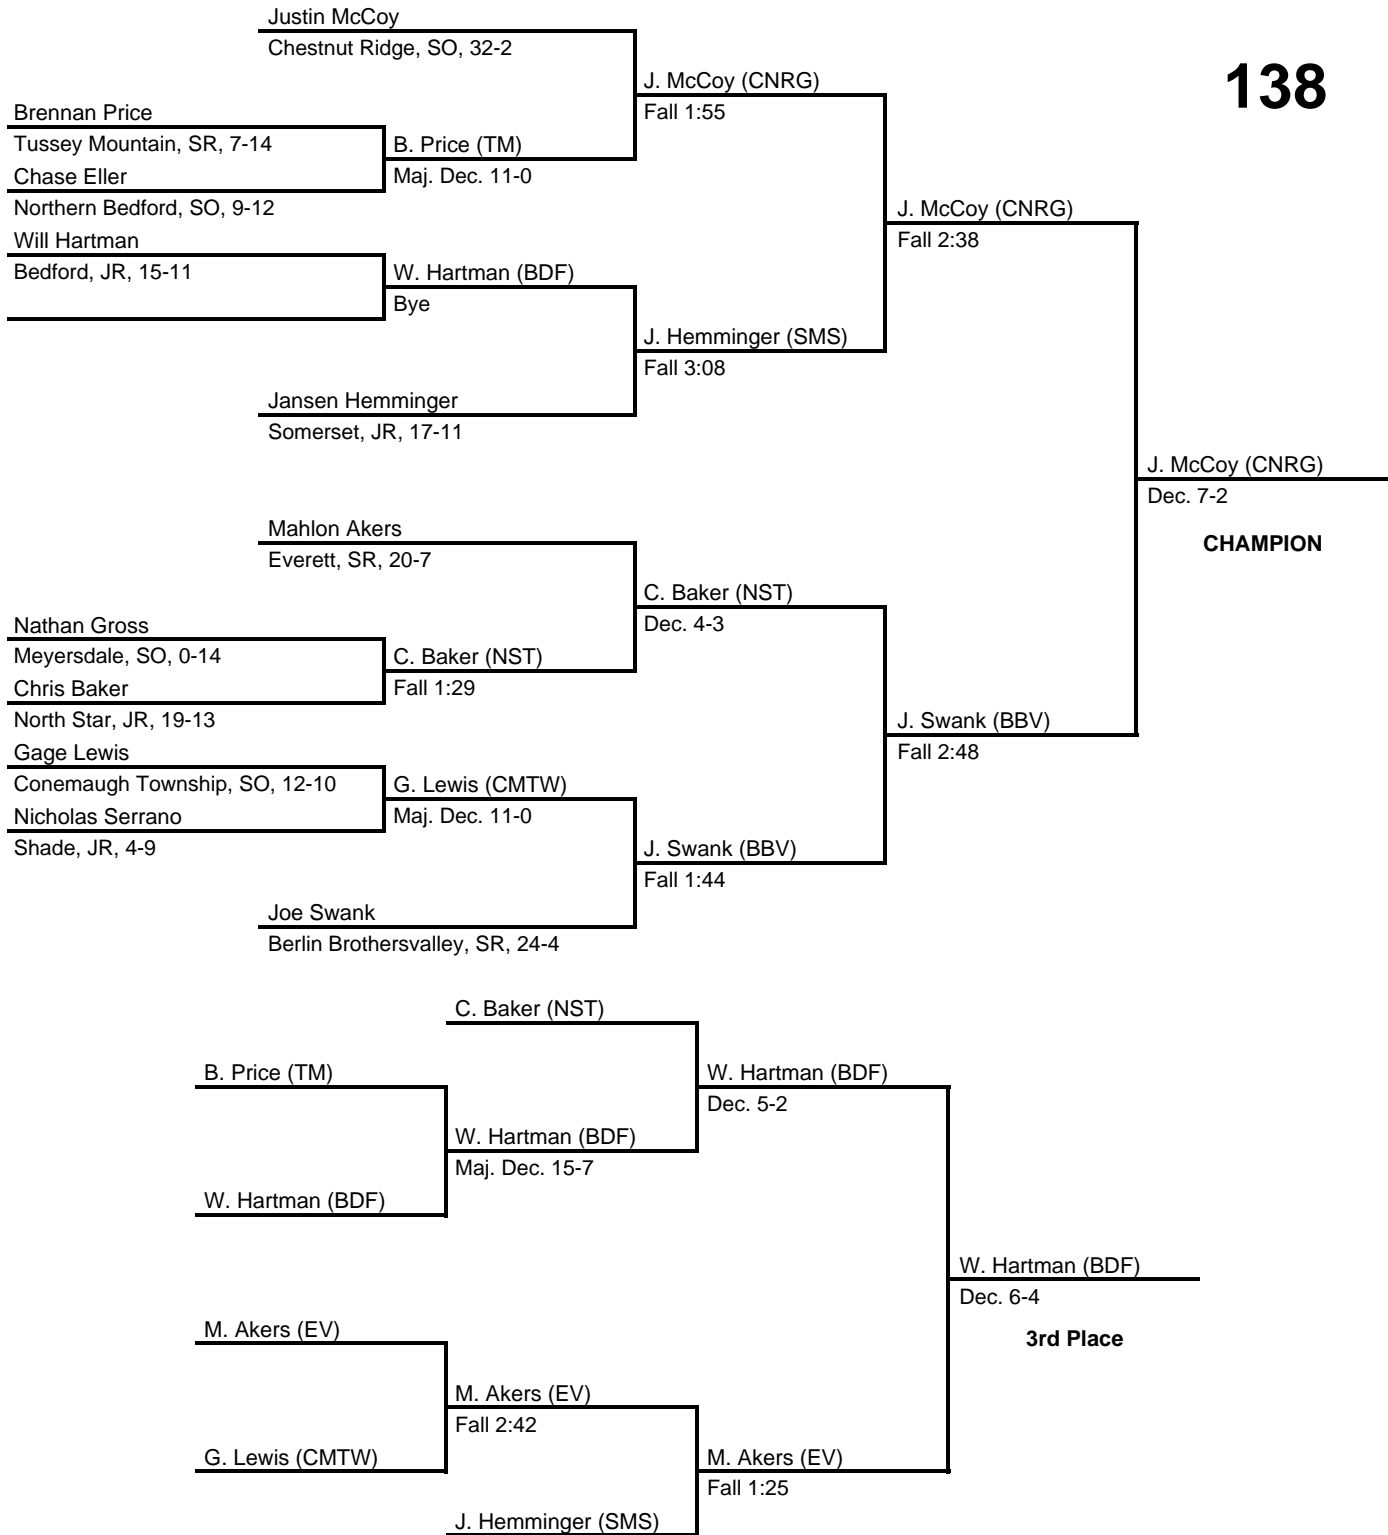 138
Justin McCoy
Chestnut Ridge, SO, 32-2
J. McCoy (CNRG)
Fall 1:55
Brennan Price
Tussey Mountain, SR, 7-14
B. Price (TM)
Maj. Dec. 11-0
Chase Eller
Northern Bedford, SO, 9-12
J. McCoy (CNRG)
Fall 2:38
Will Hartman
Bedford, JR, 15-11
W. Hartman (BDF)
Bye
J. Hemminger (SMS)
Fall 3:08
Jansen Hemminger
Somerset, JR, 17-11
J. McCoy (CNRG)
Dec. 7-2
CHAMPION
Mahlon Akers
Everett, SR, 20-7
C. Baker (NST)
Dec. 4-3
Nathan Gross
Meyersdale, SO, 0-14
C. Baker (NST)
Fall 1:29
Chris Baker
North Star, JR, 19-13
J. Swank (BBV)
Fall 2:48
Gage Lewis
Conemaugh Township, SO, 12-10
G. Lewis (CMTW)
Maj. Dec. 11-0
Nicholas Serrano
Shade, JR, 4-9
J. Swank (BBV)
Fall 1:44
Joe Swank
Berlin Brothersvalley, SR, 24-4
C. Baker (NST)
B. Price (TM)
W. Hartman (BDF)
Dec. 5-2
W. Hartman (BDF)
Maj. Dec. 15-7
W. Hartman (BDF)
W. Hartman (BDF)
Dec. 6-4
3rd Place
M. Akers (EV)
M. Akers (EV)
Fall 2:42
G. Lewis (CMTW)
M. Akers (EV)
Fall 1:25
J. Hemminger (SMS)